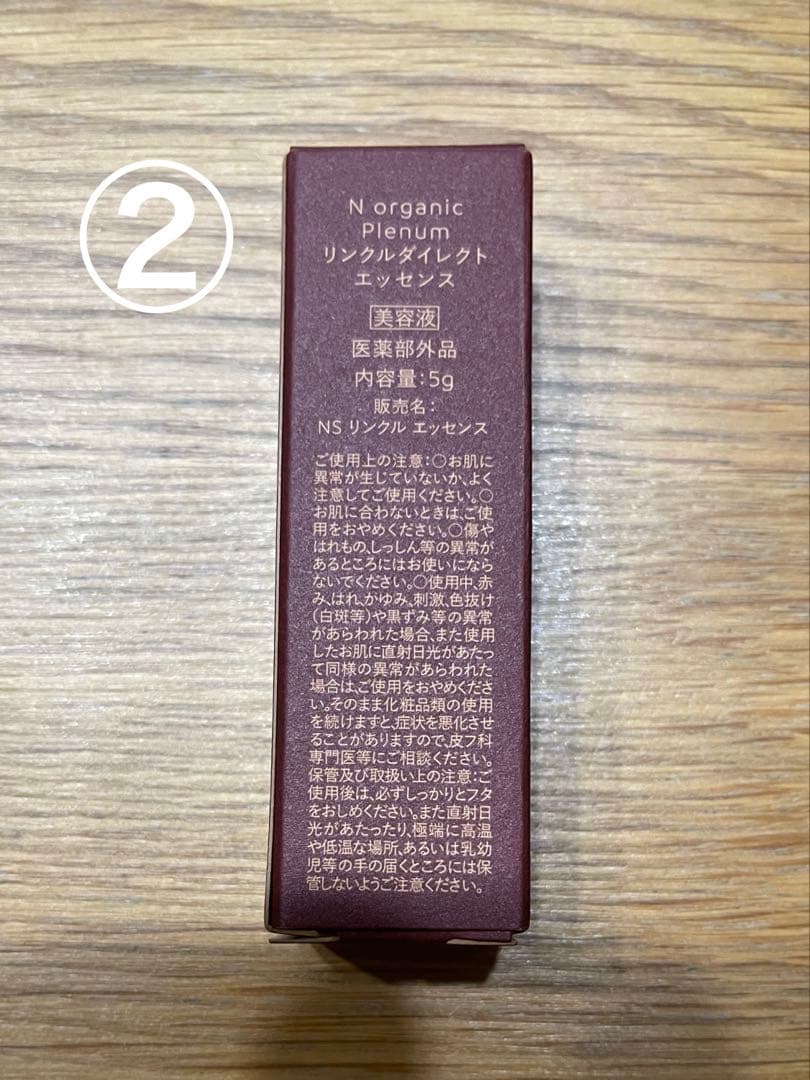 ②
N organic
Plenum
リンクルダイレクト
エッセンス
美容液
医薬部外品
内容量：5g
販売名：
NS リンクル エッセンス
ご使用上の注意：○お肌に
異常が生じていないか、よく
注意してご使用ください。○
お肌に合わないときは、ご使
用をおやめください。○傷や
はれもの、しっしん等の異常が
あるところにはお使いになら
ないでください。○使用中、赤
み、はれ、かゆみ、刺激、色抜け
（白斑等）や黒ずみ等の異常
があらわれた場合、また使用
したお肌に直射日光があたっ
て同様の異常があらわれた
場合は、ご使用をおやめくださ
い。そのまま化粧品類の使用
を続けますと、症状を悪化させ
ることがありますので、皮フ科
専門医等にご相談ください。
保管及び取扱い上の注意：ご
使用後は、必ずしっかりとフタ
をおしめください。また直射日
光があたったり、極端に高温
や低温な場所、あるいは乳幼
児等の手の届くところには保
管しないようご注意ください。